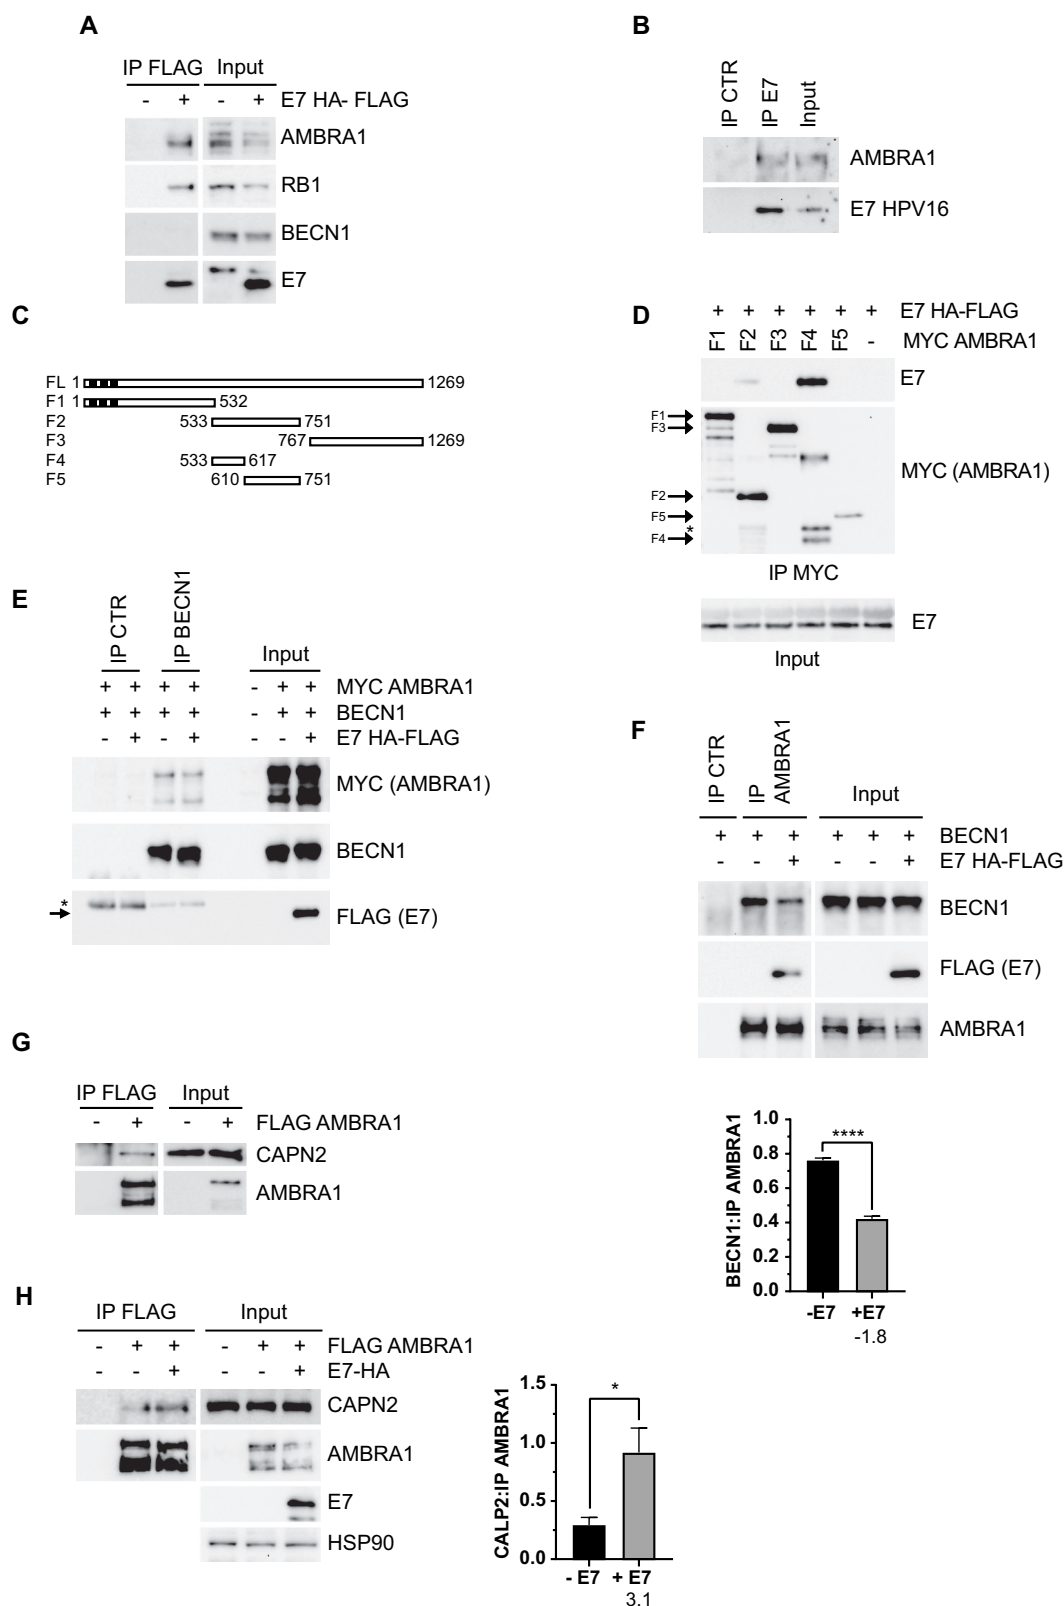 A
IP FLAG Input
- + - + E7 HA- FLAG
AMBRA1
RB1
BECN1
E7
B
IP CTR
IP E7
Input
AMBRA1
E7 HPV16
C
FL 1 1269
F1 1 532
F2 533 751
F3 767 1269
F4 533 617
F5 610 751
D
+ + + + + + E7 HA-FLAG
F1 F2 F3 F4 F5 - MYC AMBRA1
E7
F1
F3
F2
F5
*
F4
MYC (AMBRA1)
IP MYC
E7
Input
E
IP CTR
IP BECN1
Input
+ + + + - + + MYC AMBRA1
+ + + + - + + BECN1
- + - + - - + E7 HA-FLAG
MYC (AMBRA1)
BECN1
*
FLAG (E7)
F
IP CTR
IP AMBRA1
Input
+ + + + + + BECN1
- - + - - + E7 HA-FLAG
BECN1
FLAG (E7)
AMBRA1
BECN1:IP AMBRA1
1.0
0.8
0.6
0.4
0.2
0.0
****
-E7 +E7
-1.8
G
IP FLAG Input
- + - + FLAG AMBRA1
CAPN2
AMBRA1
H
IP FLAG Input
- + + - + + FLAG AMBRA1
- - + - - + E7-HA
CAPN2
AMBRA1
E7
HSP90
CALP2:IP AMBRA1
1.5
1.0
0.5
0.0
*
- E7 + E7
3.1